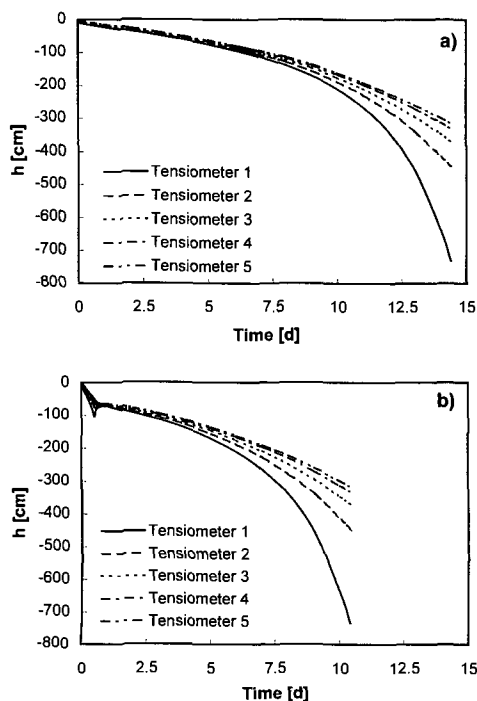 0
-100
-200
-300
-400
-500
-600
-700
-800
h [cm]
a)
Tensiometer 1
Tensiometer 2
Tensiometer 3
Tensiometer 4
Tensiometer 5
0
2.5
5
7.5
10
12.5
15
Time [d]
0
-100
-200
-300
-400
-500
-600
-700
-800
h [cm]
b)
Tensiometer 1
Tensiometer 2
Tensiometer 3
Tensiometer 4
Tensiometer 5
0
2.5
5
7.5
10
12.5
15
Time [d]